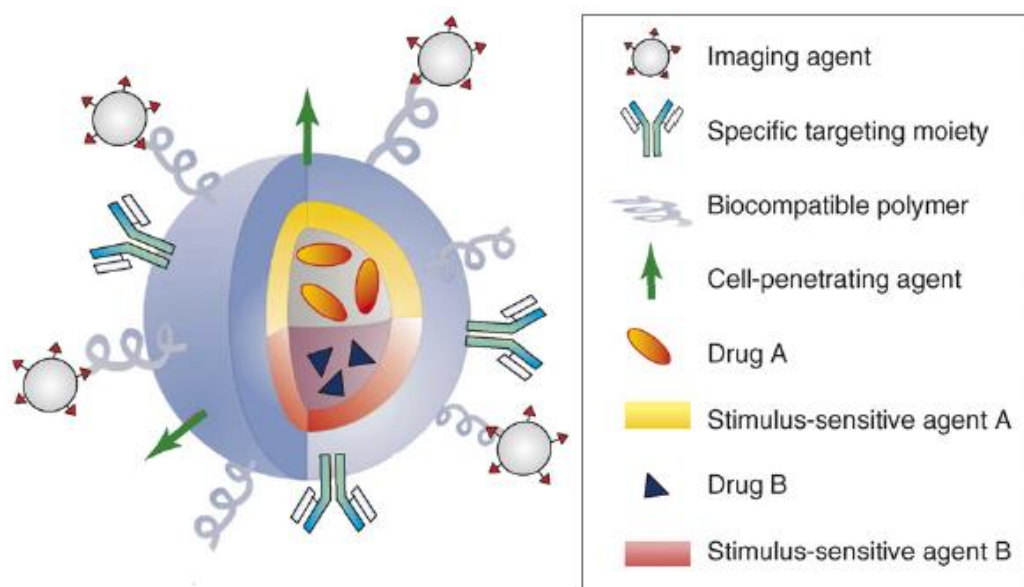 Imaging agent
Specific targeting moiety
Biocompatible polymer
Cell-penetrating agent
Drug A
Stimulus-sensitive agent A
Drug B
Stimulus-sensitive agent B